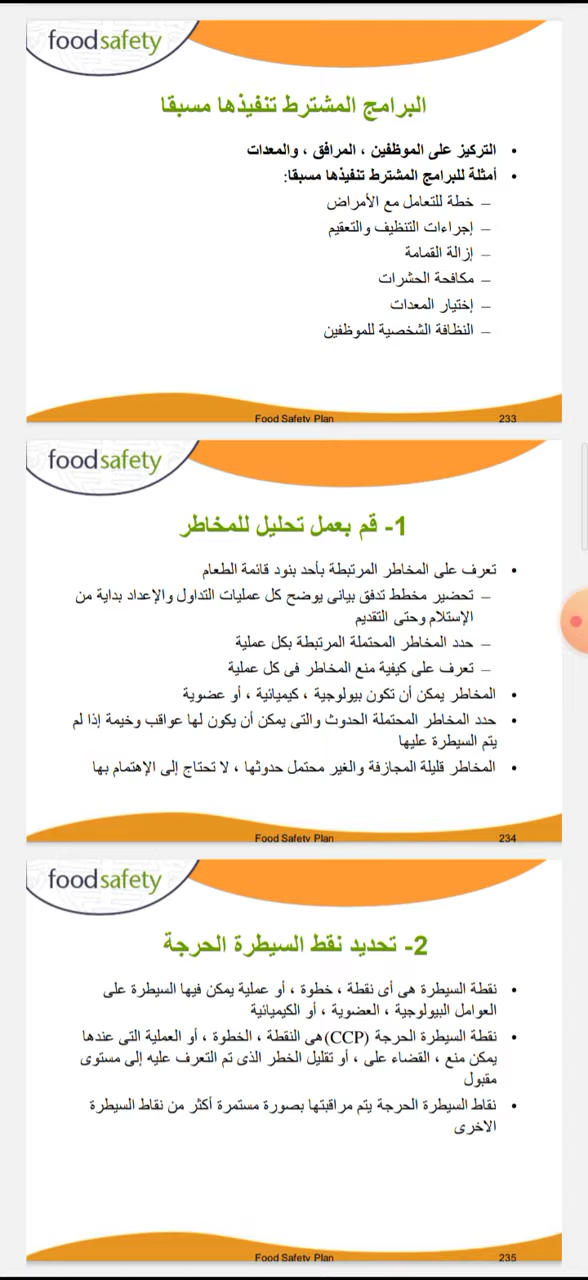 foodsafety
البرامج المشترط تنفيذها مسبقا
• التركيز على الموظفين ، المرافق ، والمعدات
• أمثلة للبرامج المشترط تنفيذها مسبقا:
– خطة للتعامل مع الأمراض
– إجراءات التنظيف والتعقيم
– إزالة القمامة
– مكافحة الحشرات
– إختيار المعدات
– النظافة الشخصية للموظفين
Food Safety Plan
233
foodsafety
1- قم بعمل تحليل للمخاطر
• تعرف على المخاطر المرتبطة بأحد بنود قائمة الطعام
– تحضير مخطط تدفق بيانى يوضح كل عمليات التداول والإعداد بداية من
الإستلام وحتى التقديم
– حدد المخاطر المحتملة المرتبطة بكل عملية
– تعرف على كيفية منع المخاطر فى كل عملية
• المخاطر يمكن أن تكون بيولوجية ، كيميائية ، أو عضوية
• حدد المخاطر المحتملة الحدوث والتى يمكن أن يكون لها عواقب وخيمة إذا لم
يتم السيطرة عليها
• المخاطر قليلة المجازفة والغير محتمل حدوثها ، لا تحتاج إلى الإهتمام بها
Food Safety Plan
234
foodsafety
2- تحديد نقط السيطرة الحرجة
• نقطة السيطرة هى أى نقطة ، خطوة ، أو عملية يمكن فيها السيطرة على
العوامل البيولوجية ، العضوية ، أو الكيميائية
• نقطة السيطرة الحرجة (CCP)هى النقطة ، الخطوة ، أو العملية التى عندها
يمكن منع ، القضاء على ، أو تقليل الخطر الذى تم التعرف عليه إلى مستوى
مقبول
• نقاط السيطرة الحرجة يتم مراقبتها بصورة مستمرة أكثر من نقاط السيطرة
الاخرى
Food Safety Plan
235